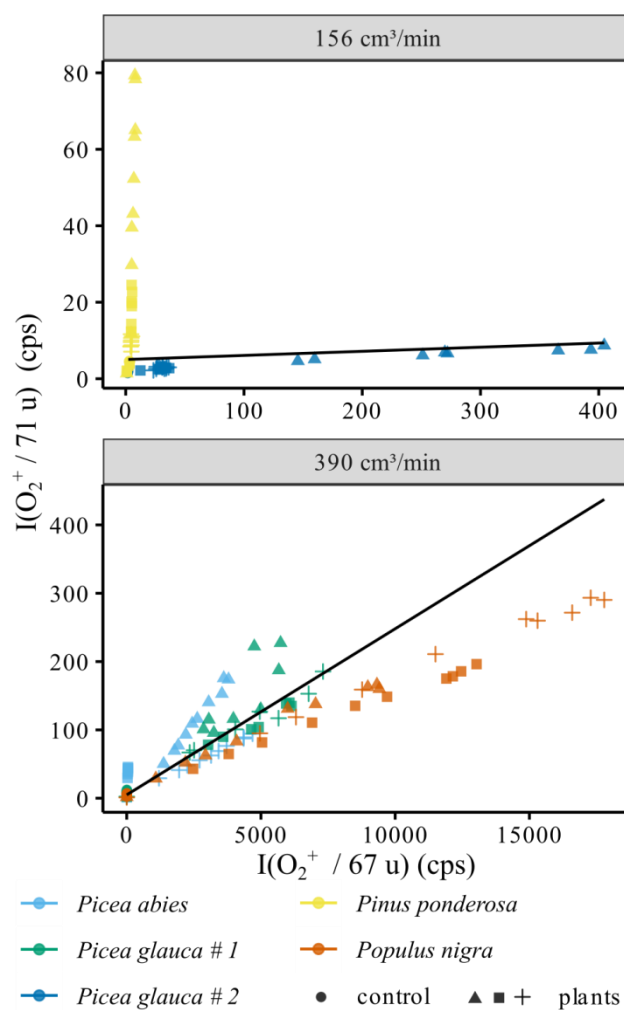 156 cm³/min
80
60
40
20
0
0 100 200 300 400
I(O₂⁺ / 71 u) (cps)
390 cm³/min
400
300
200
100
0
0 5000 10000 15000
I(O₂⁺ / 67 u) (cps)
Picea abies Pinus ponderosa
Picea glauca # 1 Populus nigra
Picea glauca # 2 control plants